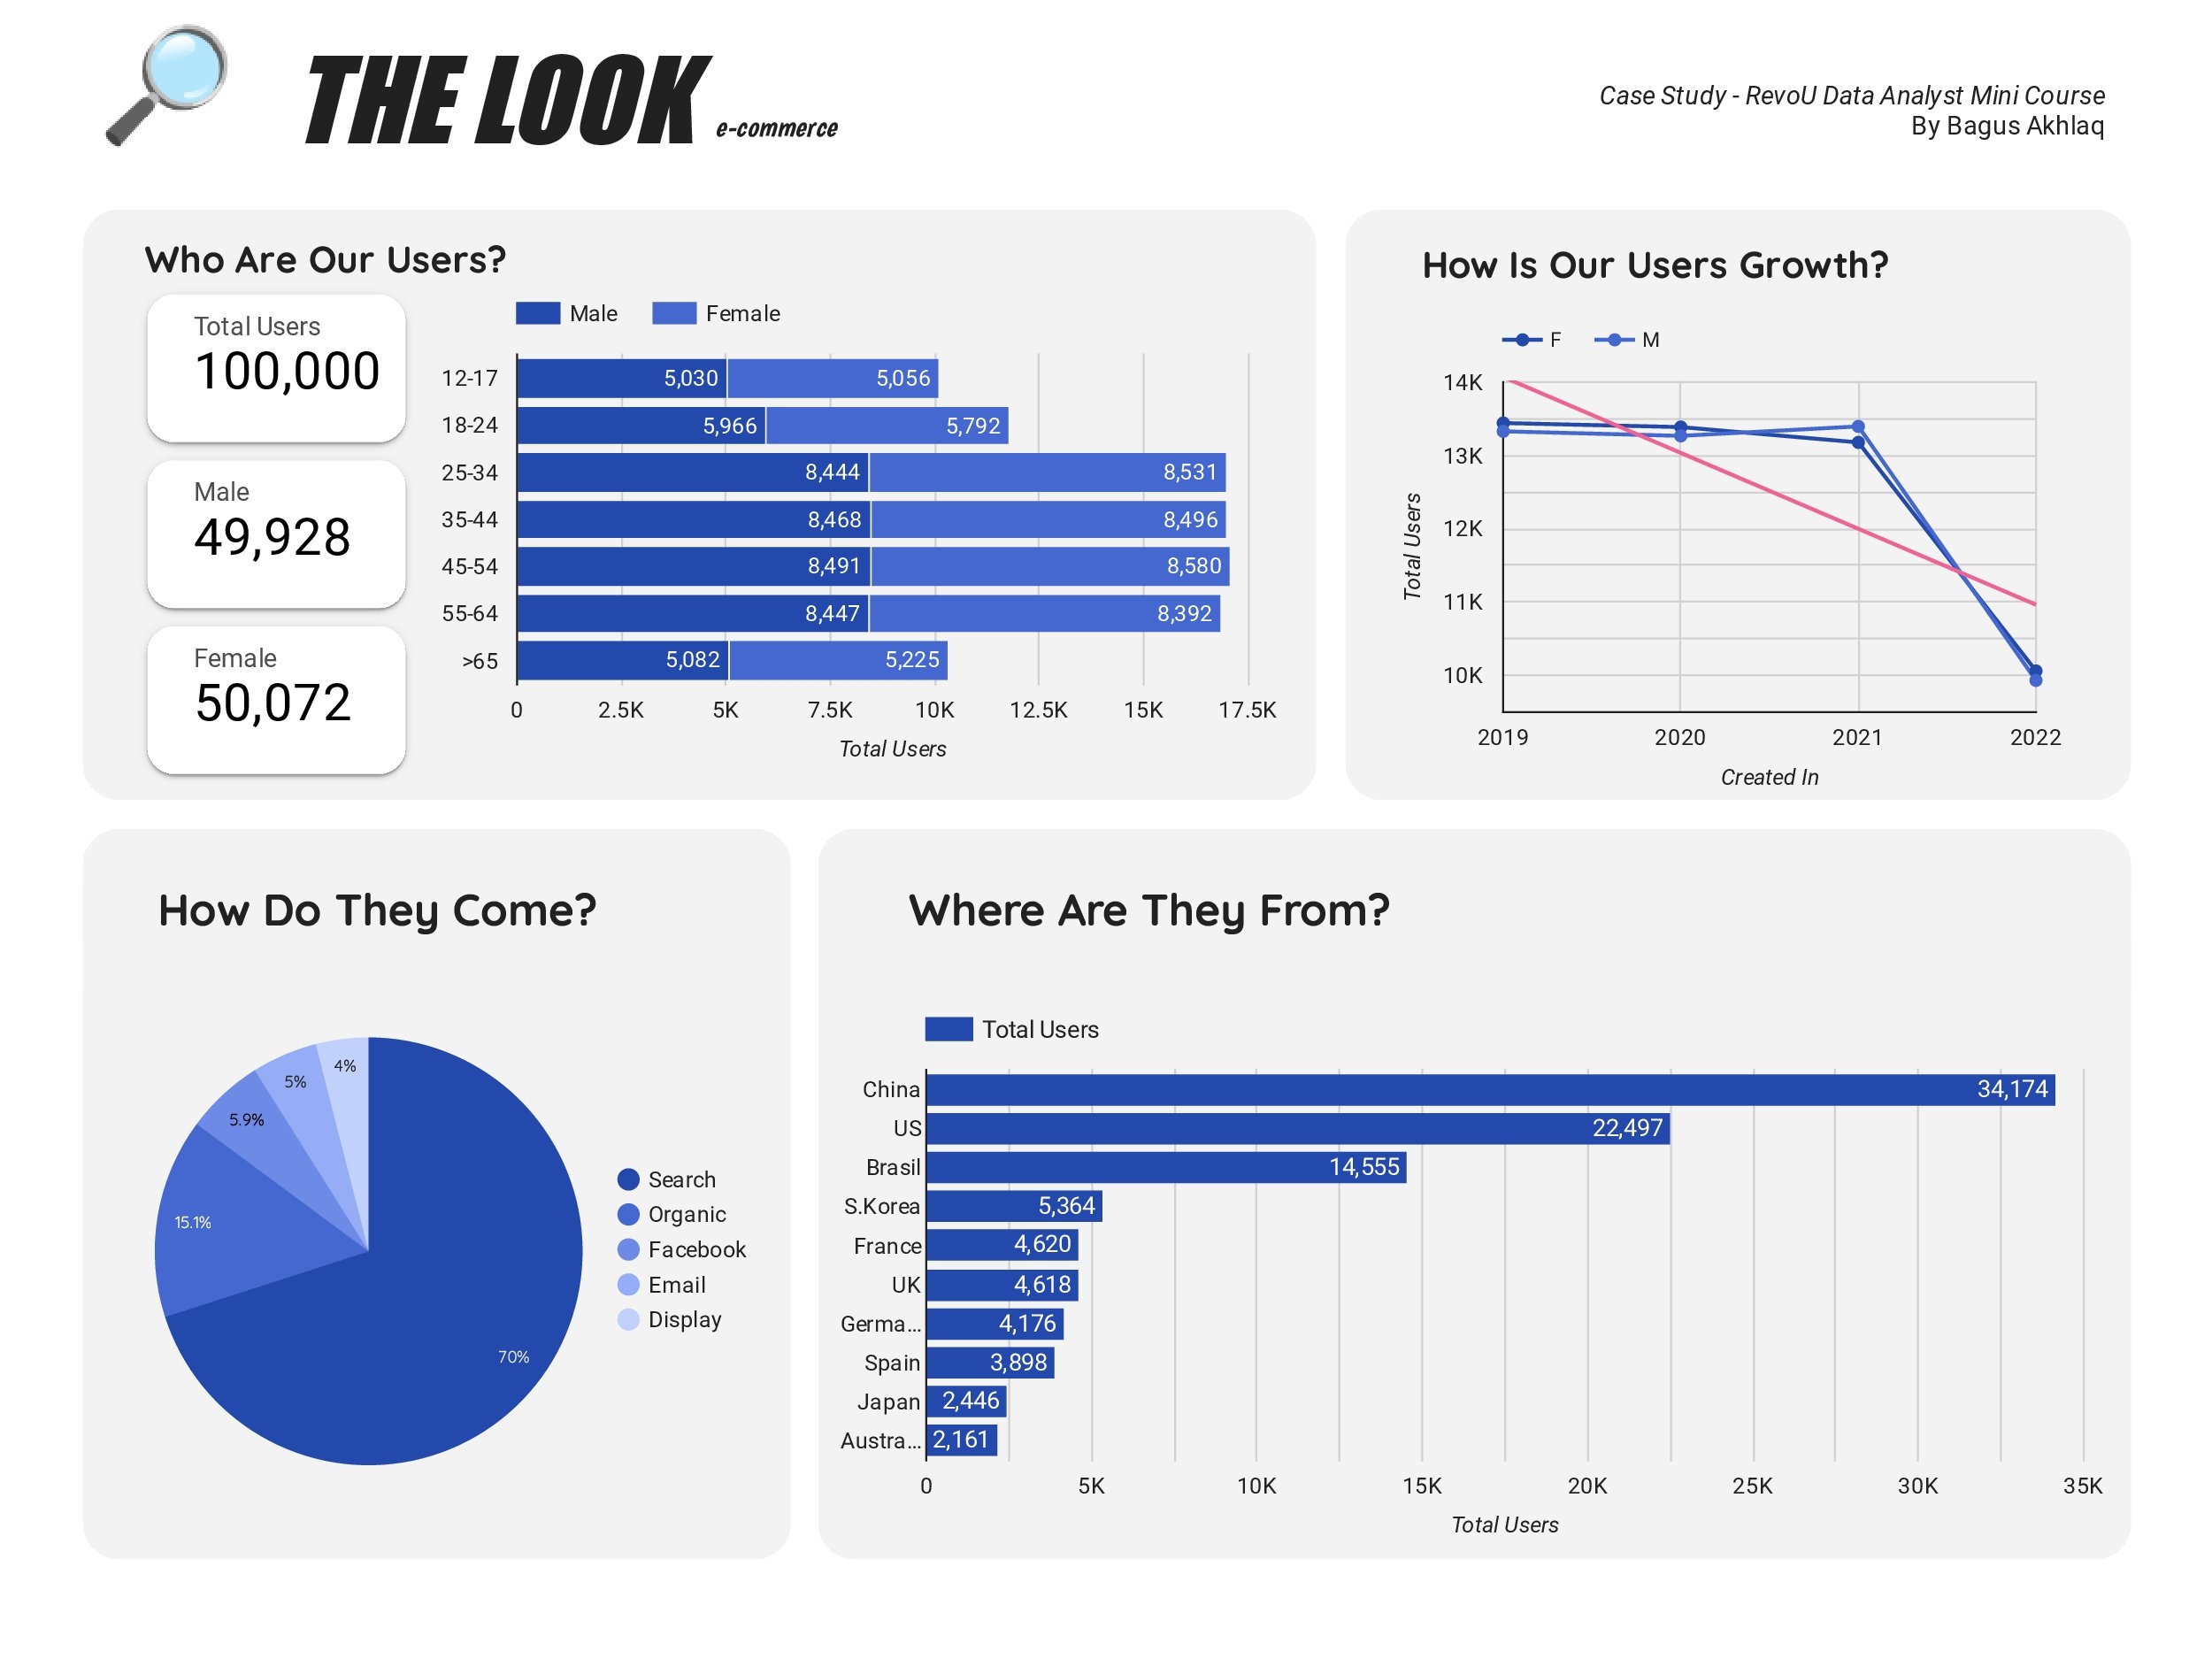 THE LOOK e-commerce
Case Study - RevoU Data Analyst Mini Course
By Bagus Akhlaq
Who Are Our Users?
Total Users
100,000
Male
49,928
Female
50,072
Male Female
12-17 5,030 5,056
18-24 5,966 5,792
25-34 8,444 8,531
35-44 8,468 8,496
45-54 8,491 8,580
55-64 8,447 8,392
>65 5,082 5,225
0 2.5K 5K 7.5K 10K 12.5K 15K 17.5K
Total Users
How Is Our Users Growth?
F M
14K
13K
12K
11K
10K
Total Users
2019 2020 2021 2022
Created In
How Do They Come?
4%
5%
5.9%
15.1%
70%
Search
Organic
Facebook
Email
Display
Where Are They From?
Total Users
China 34,174
US 22,497
Brasil 14,555
S.Korea 5,364
France 4,620
UK 4,618
Germa... 4,176
Spain 3,898
Japan 2,446
Austra... 2,161
0 5K 10K 15K 20K 25K 30K 35K
Total Users